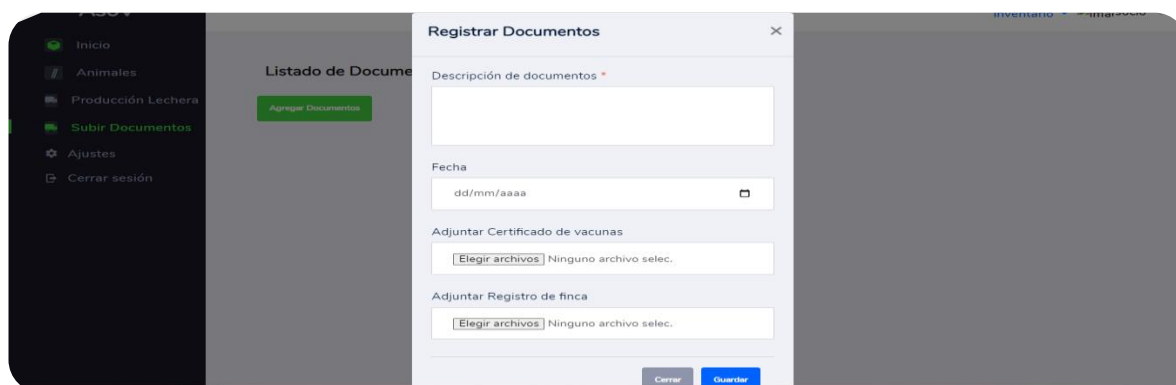 Registrar Documentos ×
Inicio
Animales
Listado de Docume
Descripción de documentos *
Producción Lechera
Agregar Documentos
Subir Documentos
Ajustes
Fecha
Cerrar sesión
dd/mm/aaaa
Adjuntar Certificado de vacunas
Elegir archivos Ninguno archivo selec.
Adjuntar Registro de finca
Elegir archivos Ninguno archivo selec.
Cerrar Guardar